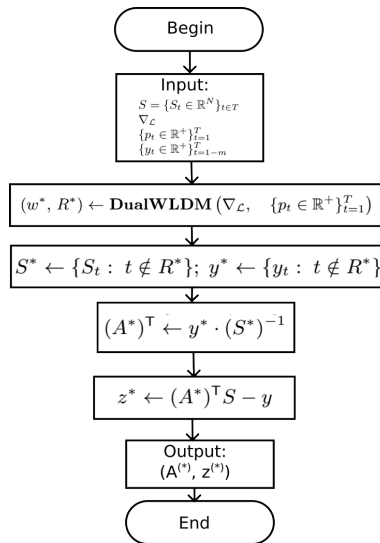 Begin
Input:
S = {S_t ∈ ℝ^N}_{t∈T}
∇_ℒ
{p_t ∈ ℝ^+}_{t=1}^T
{y_t ∈ ℝ^+}_{t=1−m}^T
(w*, R*) ← DualWLDM (∇_ℒ, {p_t ∈ ℝ^+}_{t=1}^T)
S* ← {S_t : t ∉ R*}; y* ← {y_t : t ∉ R*}
(A*)^⊤ ← y* · (S*)^{−1}
z* ← (A*)^⊤ S − y
Output:
(A^(*), z^(*))
End